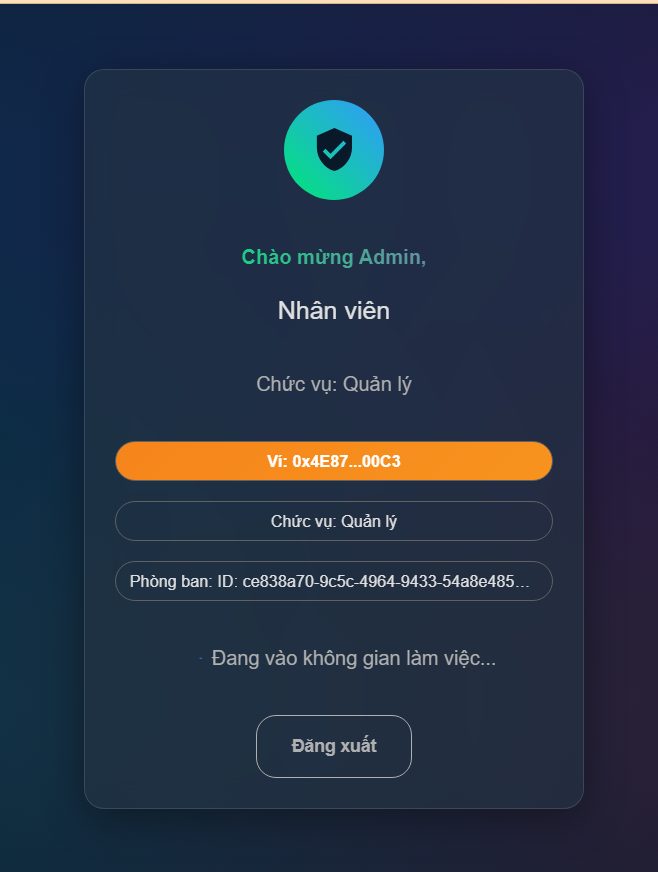 Chào mừng Admin,
Nhân viên
Chức vụ: Quản lý
Ví: 0x4E87...00C3
Chức vụ: Quản lý
Phòng ban: ID: ce838a70-9c5c-4964-9433-54a8e485...
Đang vào không gian làm việc...
Đăng xuất